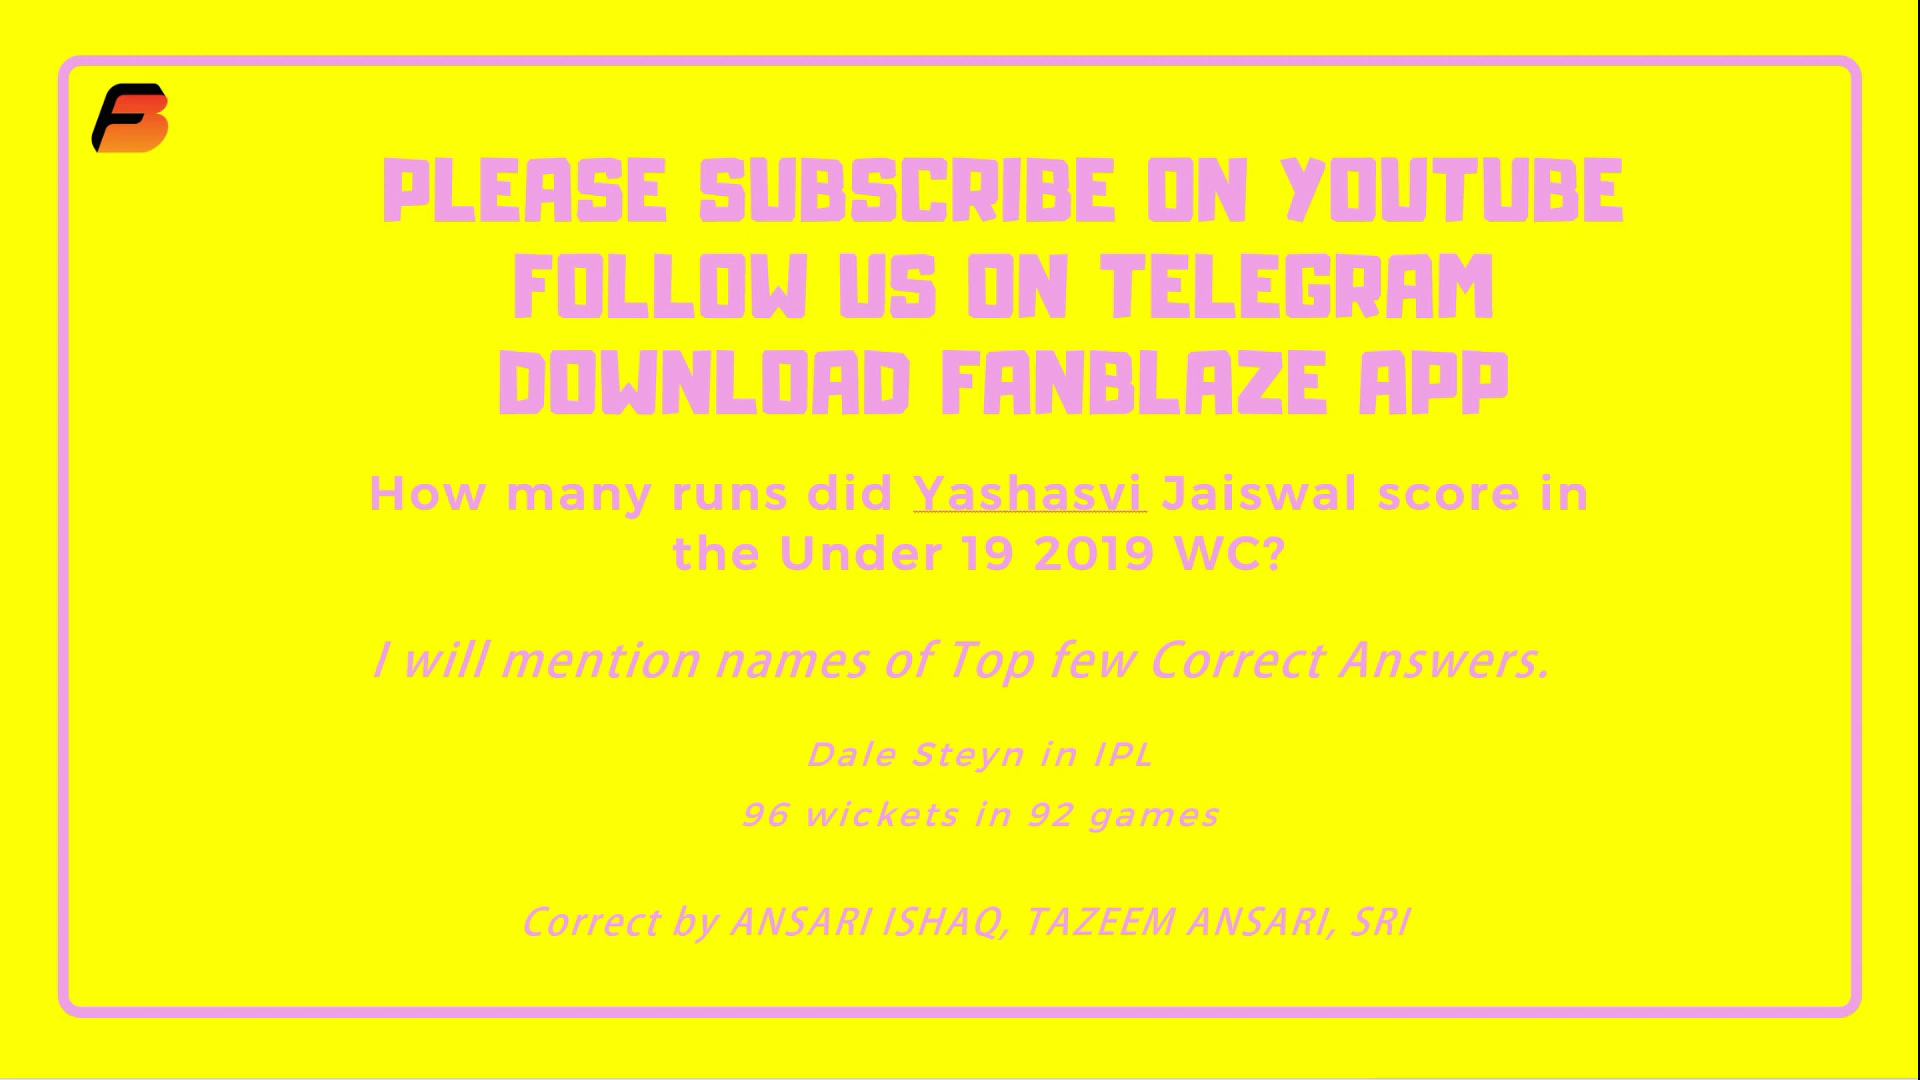 FB
PLEASE SUBSCRIBE ON YOUTUBE
FOLLOW US ON TELEGRAM
DOWNLOAD FANBLAZE APP
How many runs did Yashasvi Jaiswal score in
the Under 19 2019 WC?
I will mention names of Top few Correct Answers.
Dale Steyn in IPL
96 wickets in 92 games
Correct by ANSARI ISHAQ, TAZEEM ANSARI, SRI